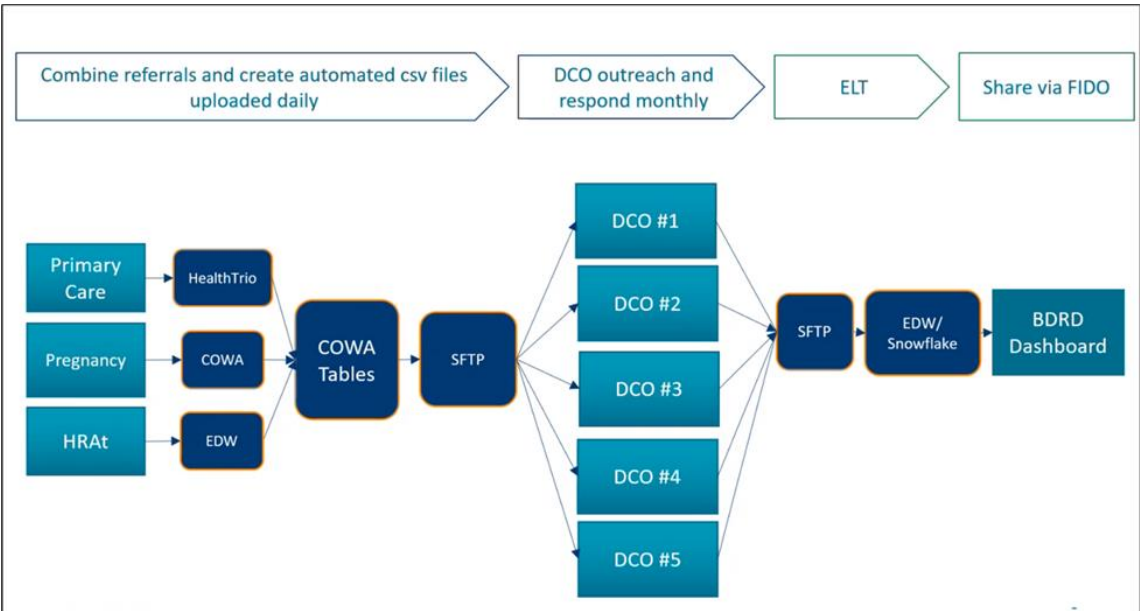 Combine referrals and create automated csv files
uploaded daily
DCO outreach and
respond monthly
ELT
Share via FIDO
Primary
Care
HealthTrio
Pregnancy
COWA
HRAt
EDW
COWA
Tables
SFTP
DCO #1
DCO #2
DCO #3
DCO #4
DCO #5
SFTP
EDW/
Snowflake
BDRD
Dashboard